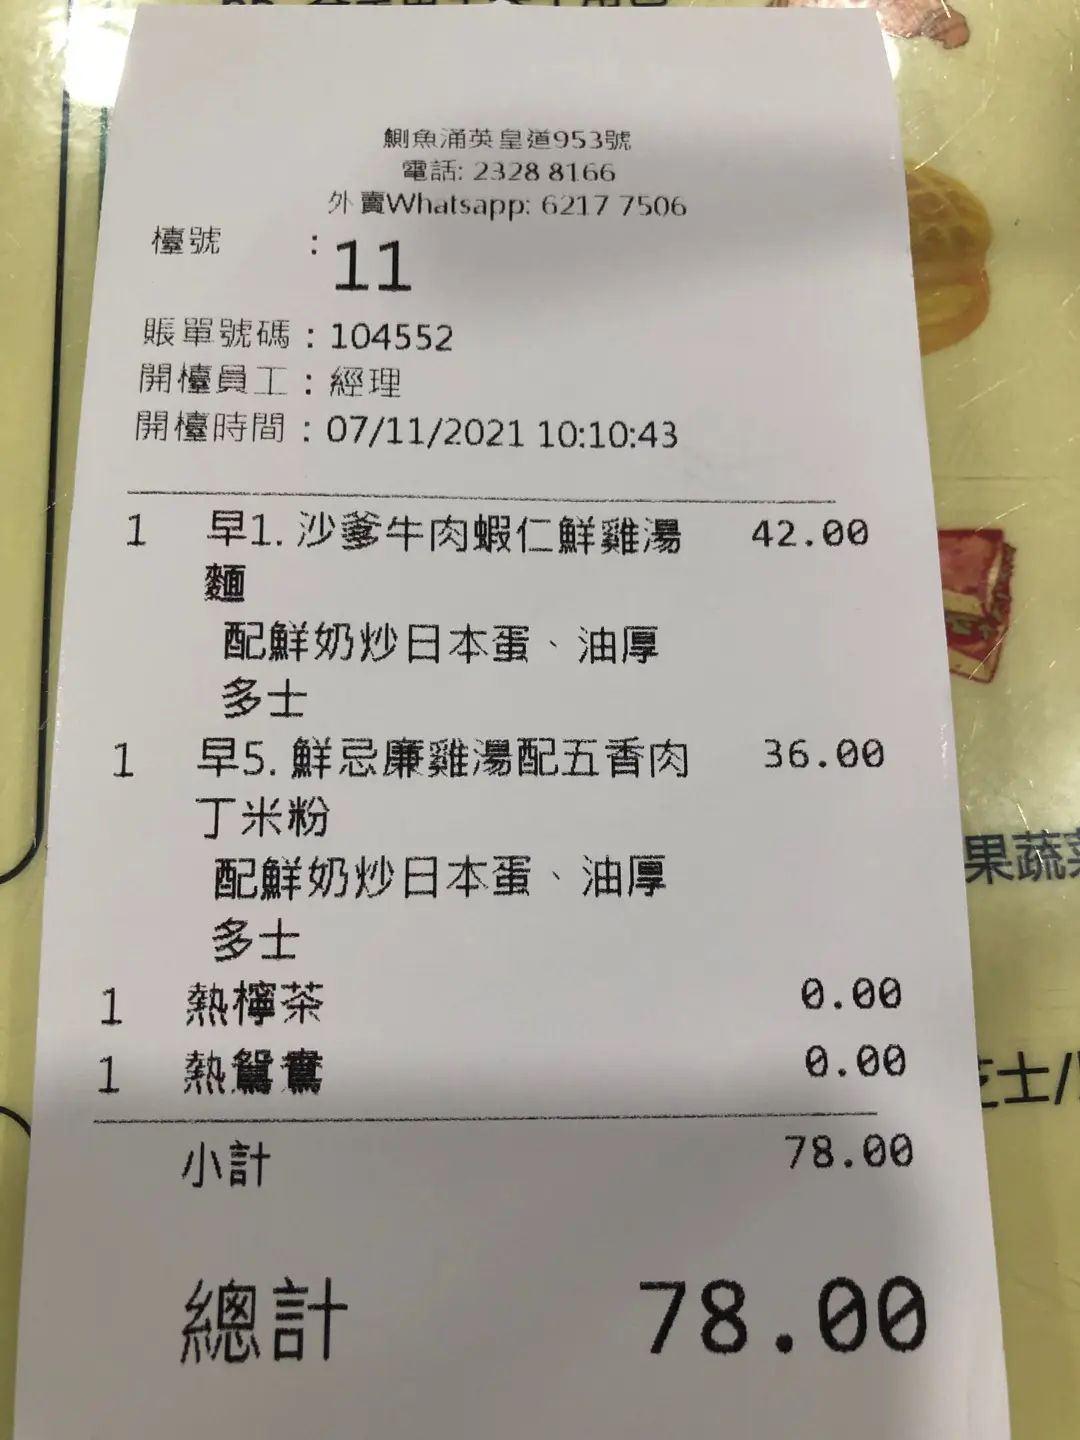 鰂魚涌英皇道953號
電話: 2328 8166
外賣Whatsapp: 6217 7506
檯號 : 11
賬單號碼 : 104552
開檯員工 : 經理
開檯時間 : 07/11/2021 10:10:43
1 早1. 沙爹牛肉蝦仁鮮雞湯 42.00
麵
配鮮奶炒日本蛋、油厚
多士
1 早5. 鮮忌廉雞湯配五香肉 36.00
丁米粉
配鮮奶炒日本蛋、油厚
多士
1 熱檸茶 0.00
1 熱鴛鴦 0.00
小計 78.00
總計 78.00
果蔬菜
芝士/